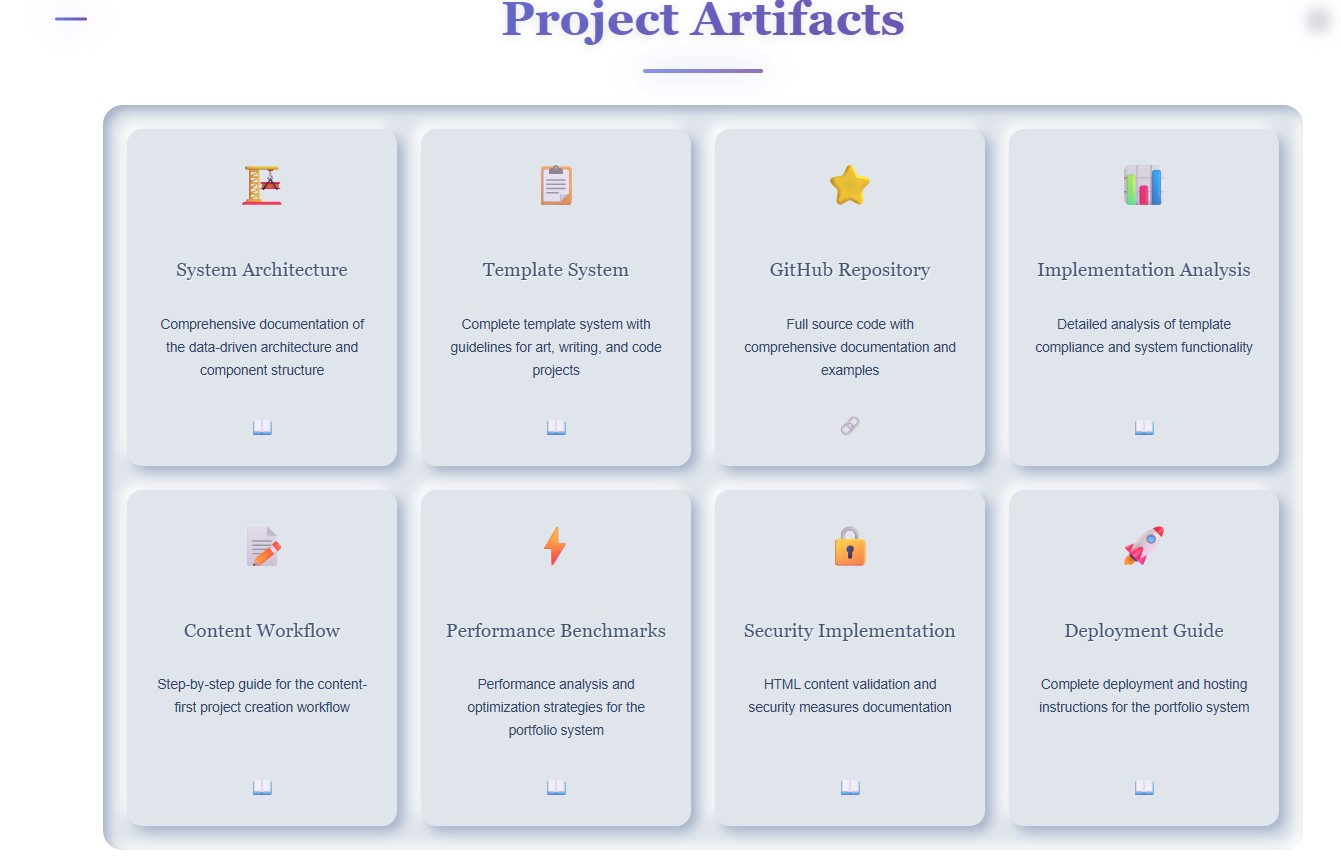 Project Artifacts
System Architecture
Comprehensive documentation of
the data-driven architecture and
component structure
Template System
Complete template system with
guidelines for art, writing, and code
projects
GitHub Repository
Full source code with
comprehensive documentation and
examples
Implementation Analysis
Detailed analysis of template
compliance and system functionality
Content Workflow
Step-by-step guide for the content-
first project creation workflow
Performance Benchmarks
Performance analysis and
optimization strategies for the
portfolio system
Security Implementation
HTML content validation and
security measures documentation
Deployment Guide
Complete deployment and hosting
instructions for the portfolio system